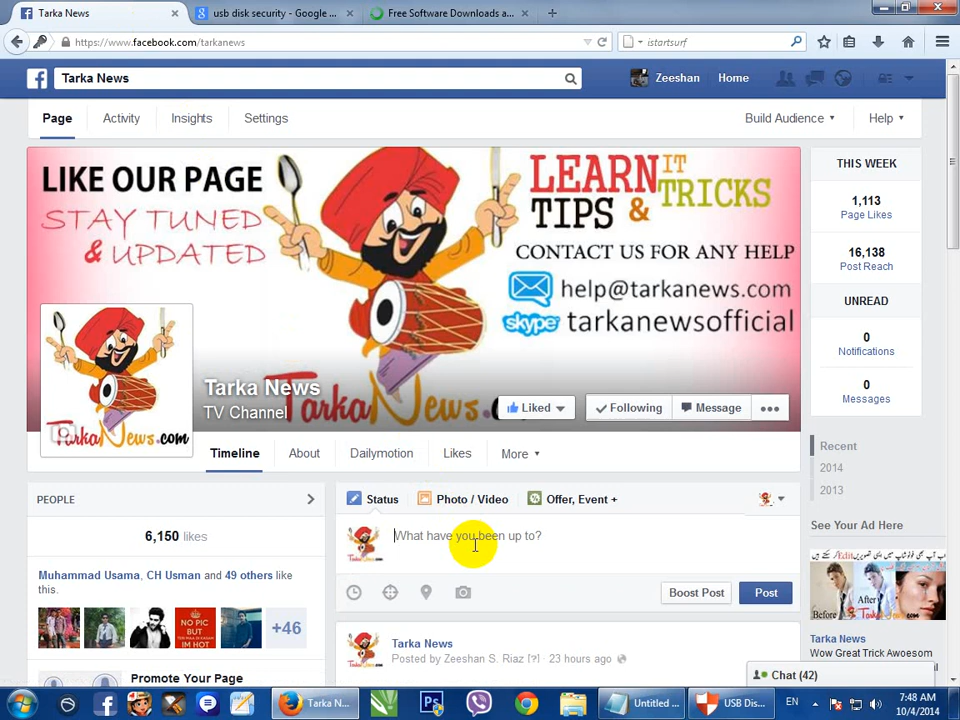 Tarka News
usb disk security - Google ...
Free Software Downloads a...
https://www.facebook.com/tarkanews
istartsurf
Tarka News
Zeeshan
Home
Page
Activity
Insights
Settings
Build Audience
Help
LIKE OUR PAGE
STAY TUNED
& UPDATED
LEARN IT
TIPS & TRICKS
CONTACT US FOR ANY HELP
help@tarkanews.com
skype tarkanewsofficial
TarkaNews.com
Tarka News
TV Channel
Liked
Following
Message
Timeline
About
Dailymotion
Likes
More
THIS WEEK
1,113
Page Likes
16,138
Post Reach
UNREAD
0
Notifications
0
Messages
Recent
2014
2013
See Your Ad Here
Before
After
Tarka News
Wow Great Trick Awoesom
PEOPLE
6,150 likes
Muhammad Usama, CH Usman and 49 others like
this.
NO PIC
BUT
IM HOT
+46
Promote Your Page
Status
Photo / Video
Offer, Event +
What have you been up to?
Boost Post
Post
Tarka News
Posted by Zeeshan S. Riaz [?] · 23 hours ago
Chat (42)
Tarka N...
Untitled ...
USB Dis...
EN
7:48 AM
10/4/2014